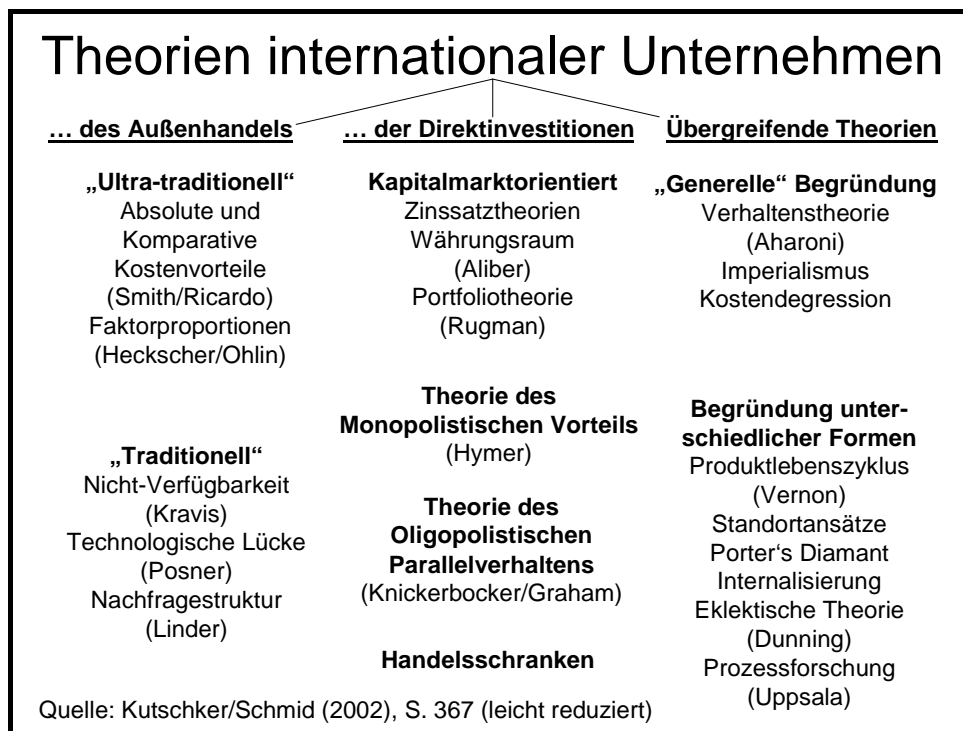 Theorien internationaler Unternehmen
… des Außenhandels
„Ultra-traditionell“
Absolute und
Komparative
Kostenvorteile
(Smith/Ricardo)
Faktorproportionen
(Heckscher/Ohlin)
„Traditionell“
Nicht-Verfügbarkeit
(Kravis)
Technologische Lücke
(Posner)
Nachfragestruktur
(Linder)
… der Direktinvestitionen
Kapitalmarktorientiert
Zinssatztheorien
Währungsraum
(Aliber)
Portfoliotheorie
(Rugman)
Theorie des
Monopolistischen Vorteils
(Hymer)
Theorie des
Oligopolistischen
Parallelverhaltens
(Knickerbocker/Graham)
Handelsschranken
Übergreifende Theorien
„Generelle“ Begründung
Verhaltenstheorie
(Aharoni)
Imperialismus
Kostendegression
Begründung unter-
schiedlicher Formen
Produktlebenszyklus
(Vernon)
Standortansätze
Porter‘s Diamant
Internalisierung
Eklektische Theorie
(Dunning)
Prozessforschung
(Uppsala)
Quelle: Kutschker/Schmid (2002), S. 367 (leicht reduziert)